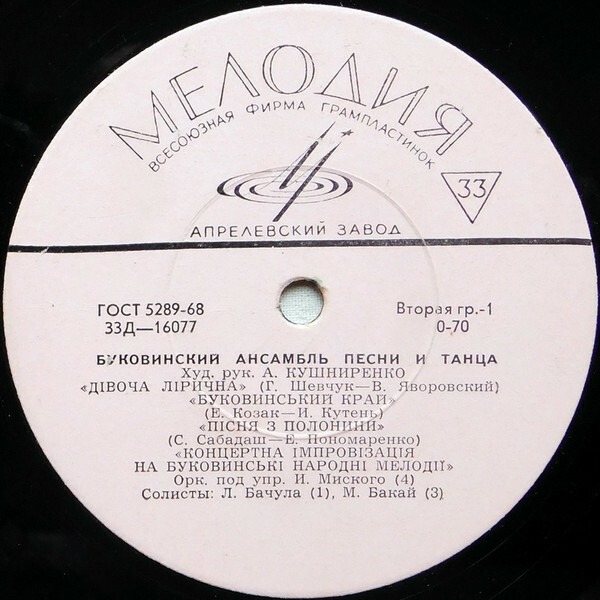 МЕЛОДИЯ
ВСЕСОЮЗНАЯ ФИРМА ГРАМПЛАСТИНОК
33
АПРЕЛЕВСКИЙ ЗАВОД
ГОСТ 5289-68
Вторая гр.-1
33Д—16077
0-70
БУКОВИНСКИЙ АНСАМБЛЬ ПЕСНИ И ТАНЦА
Худ. рук. А. КУШНИРЕНКО
«ДІВОЧА ЛІРИЧНА» (Г. Шевчук—В. Яворовский)
«БУКОВИНСЬКИЙ КРАЙ»
(Е. Козак—И. Кутень)
«ПІСНЯ З ПОЛОНИНИ»
(С. Сабадаш—Е. Пономаренко)
«КОНЦЕРТНА ІМПРОВІЗАЦІЯ
НА БУКОВИНСЬКІ НАРОДНІ МЕЛОДІЇ»
Орк. под упр. И. Миского (4)
Солисты: Л. Бачула (1), М. Бакай (3)